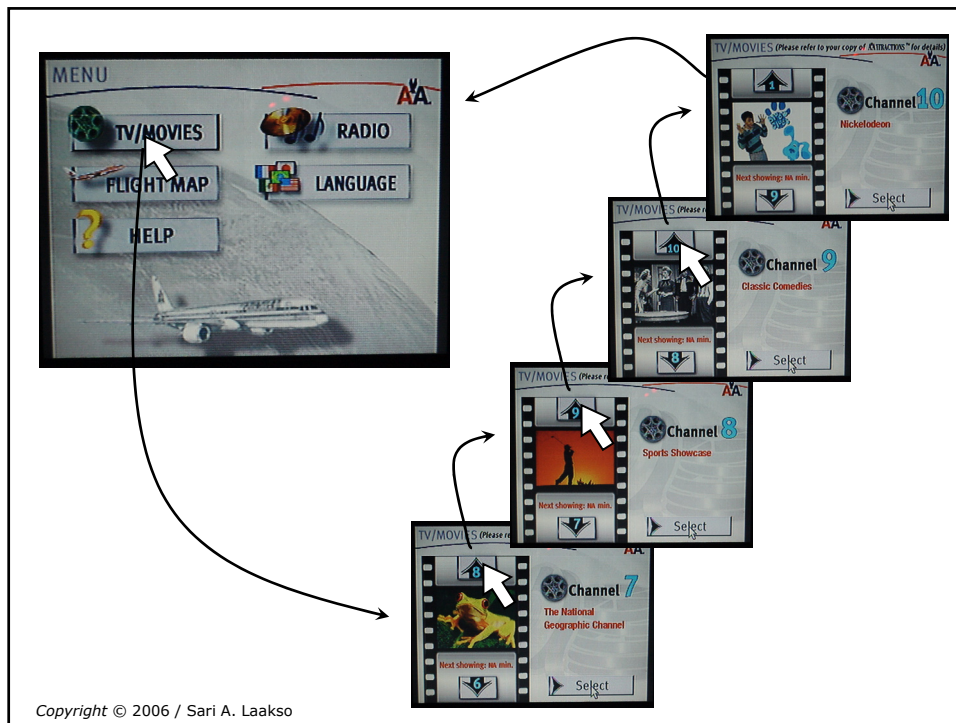 MENU
AA
TV/MOVIES
RADIO
FLIGHT MAP
LANGUAGE
HELP
TV/MOVIES (Please refer to your copy of AATTRACTIONS™ for details)
AA
1
Channel 10
Nickelodeon
Next showing: NA min.
9
Select
TV/MOVIES (Please r
AA
10
Channel 9
Classic Comedies
Next showing: NA min.
8
Select
TV/MOVIES (Please r
AA
9
Channel 8
Sports Showcase
Next showing: NA min.
7
Select
TV/MOVIES (Please re
AA
8
Channel 7
The National
Geographic Channel
Next showing: NA min.
6
Select
Copyright © 2006 / Sari A. Laakso